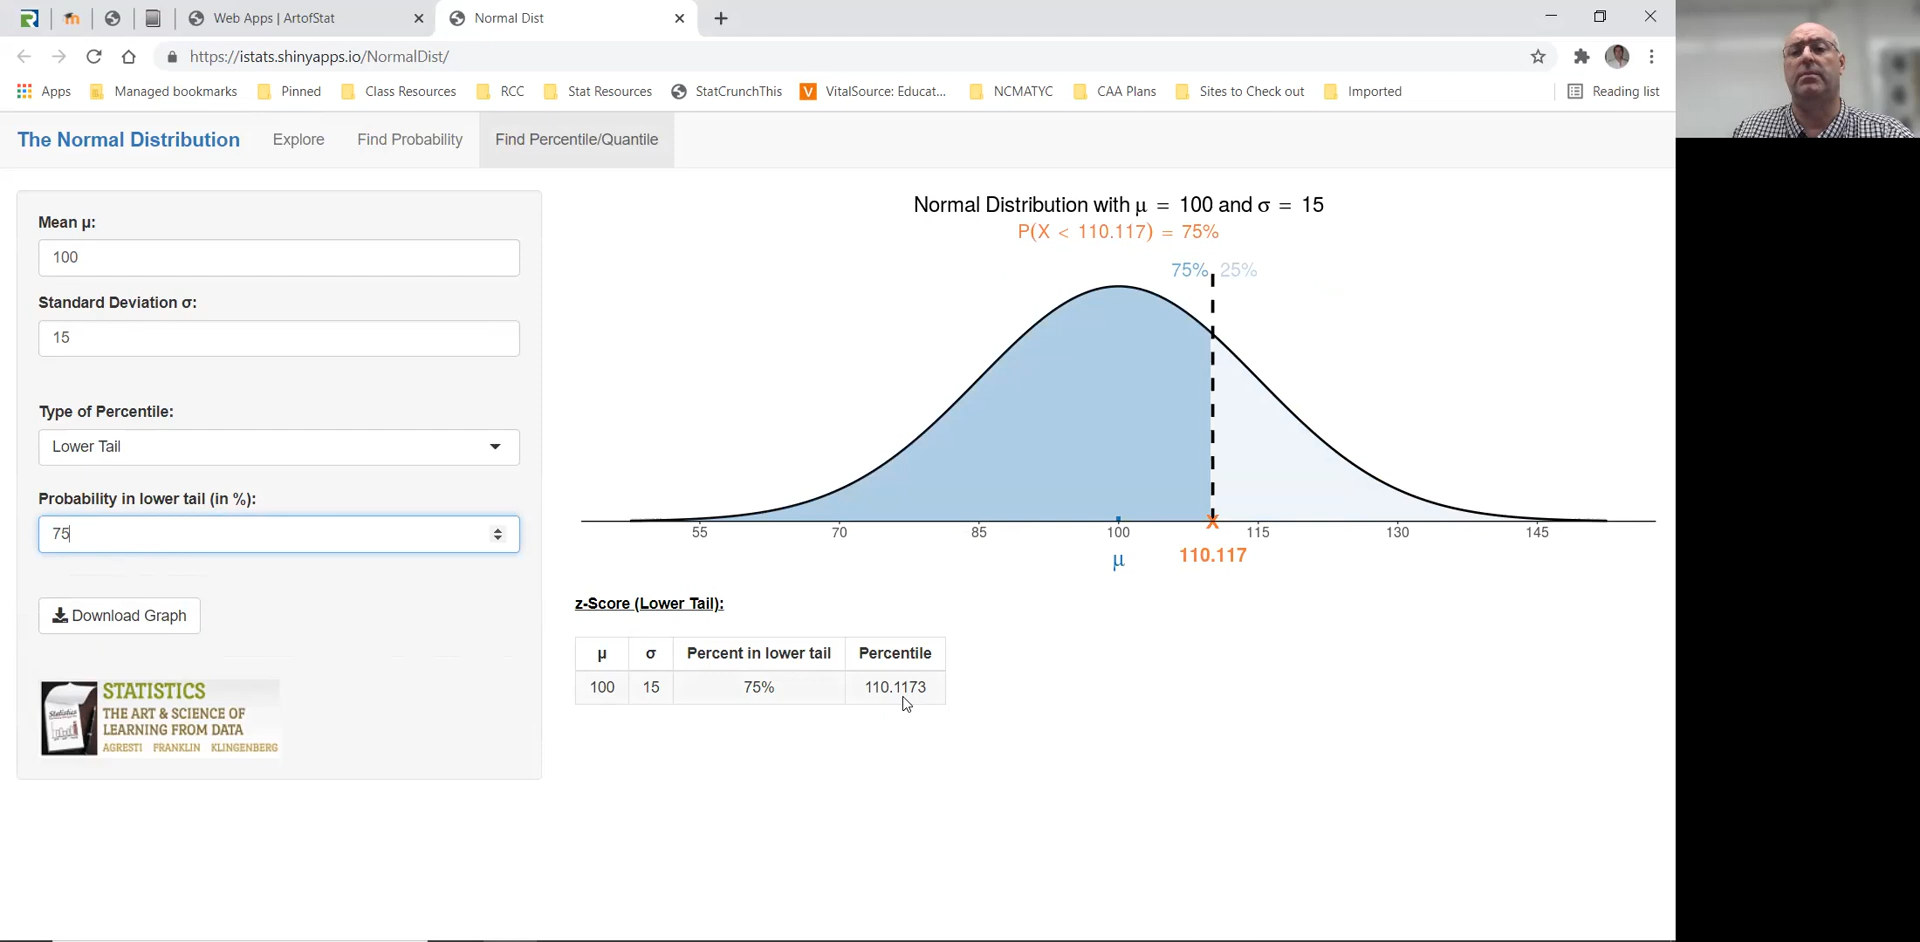 Web Apps | ArtofStat
Normal Dist
https://istats.shinyapps.io/NormalDist/
Apps
Managed bookmarks
Pinned
Class Resources
RCC
Stat Resources
StatCrunchThis
VitalSource: Educat...
NCMATYC
CAA Plans
Sites to Check out
Imported
Reading list
The Normal Distribution
Explore
Find Probability
Find Percentile/Quantile
Mean μ:
100
Standard Deviation σ:
15
Type of Percentile:
Lower Tail
Probability in lower tail (in %):
75
Download Graph
STATISTICS
THE ART & SCIENCE OF
LEARNING FROM DATA
AGRESTI FRANKLIN KLINGENBERG
Normal Distribution with μ = 100 and σ = 15
P(X < 110.117) = 75%
75% 25%
55 70 85 100 115 130 145
μ 110.117
z-Score (Lower Tail):
μ σ Percent in lower tail Percentile
100 15 75% 110.1173